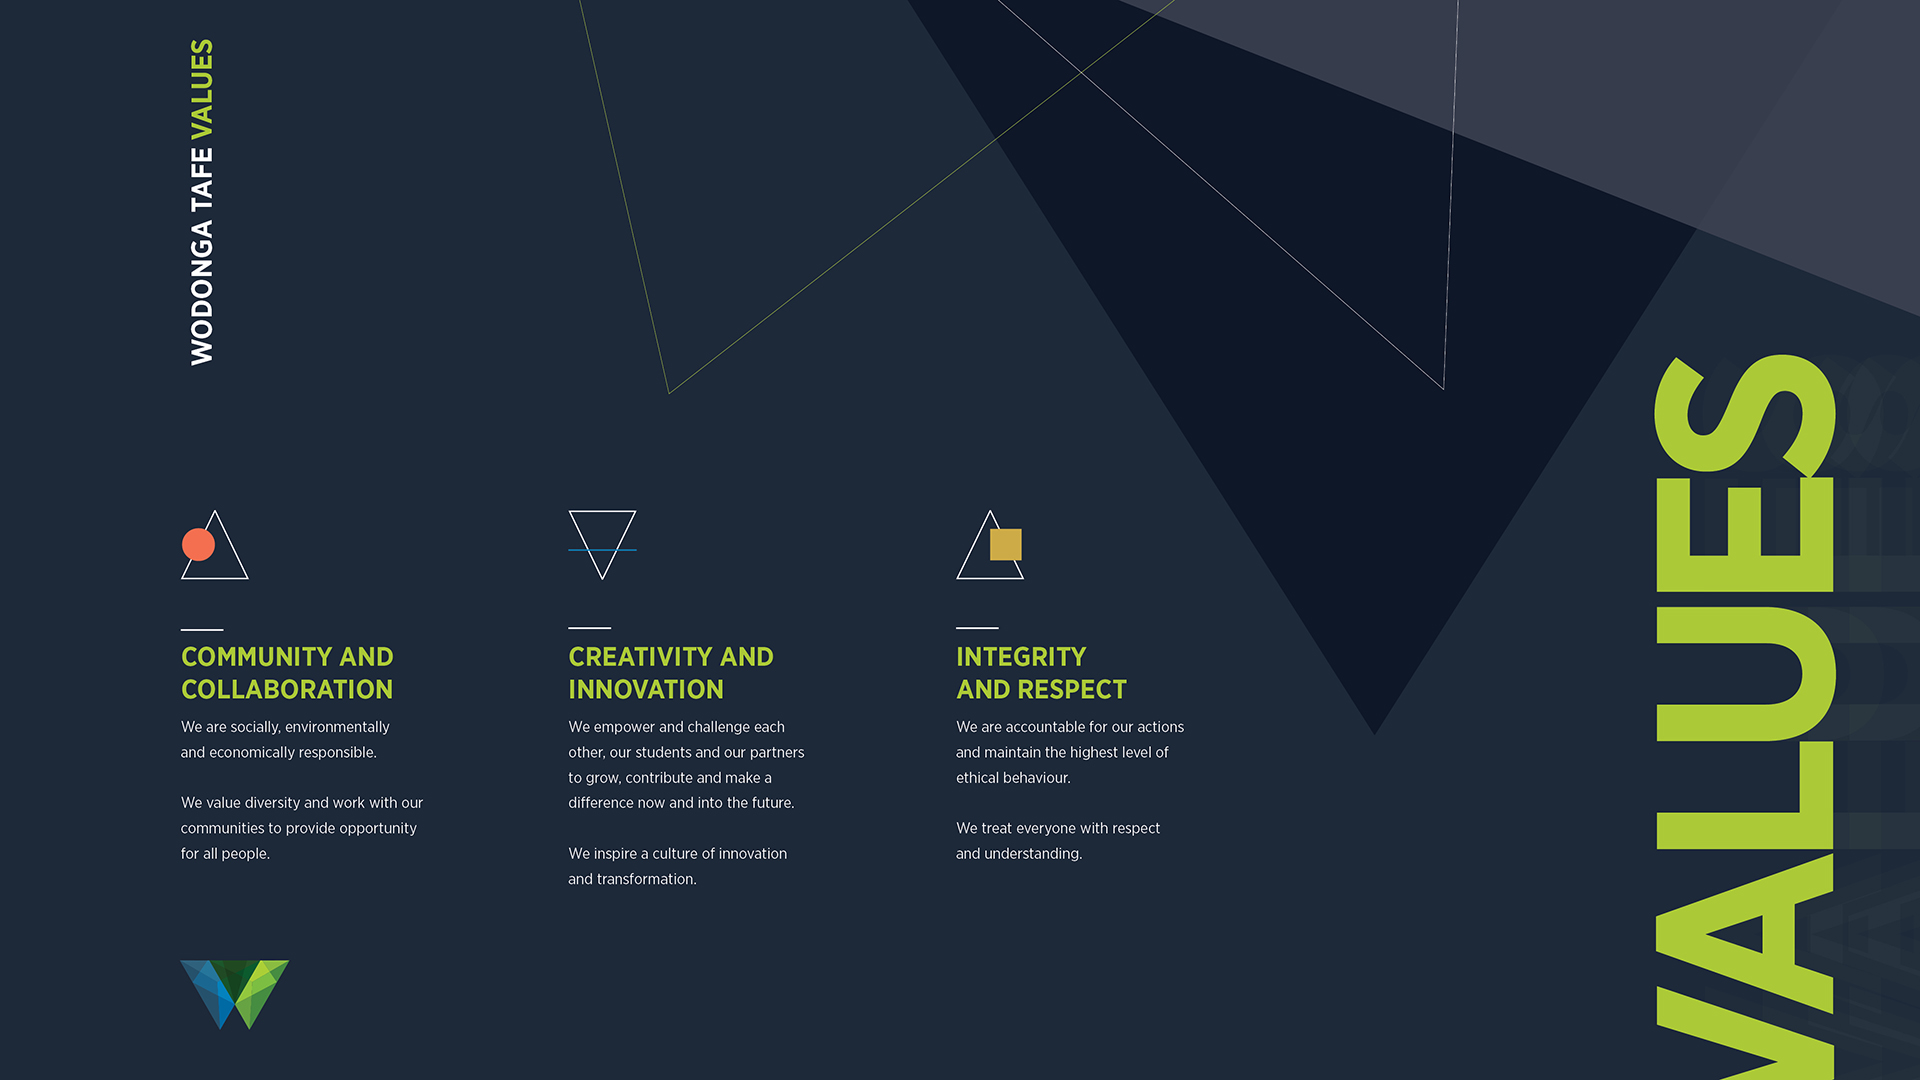 WODONGA TAFE VALUES
COMMUNITY AND
COLLABORATION
We are socially, environmentally
and economically responsible.
We value diversity and work with our
communities to provide opportunity
for all people.
CREATIVITY AND
INNOVATION
We empower and challenge each
other, our students and our partners
to grow, contribute and make a
difference now and into the future.
We inspire a culture of innovation
and transformation.
INTEGRITY
AND RESPECT
We are accountable for our actions
and maintain the highest level of
ethical behaviour.
We treat everyone with respect
and understanding.
VALUES